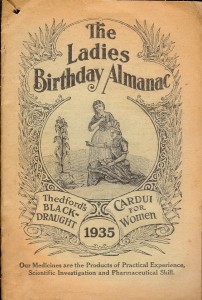 The
Ladies
Birthday Almanac
Thedford's
BLACK-
DRAUGHT
CARDUI
FOR
Women
1935
Our Medicines are the Products of Practical Experience,
Scientific Investigation and Pharmaceutical Skill.